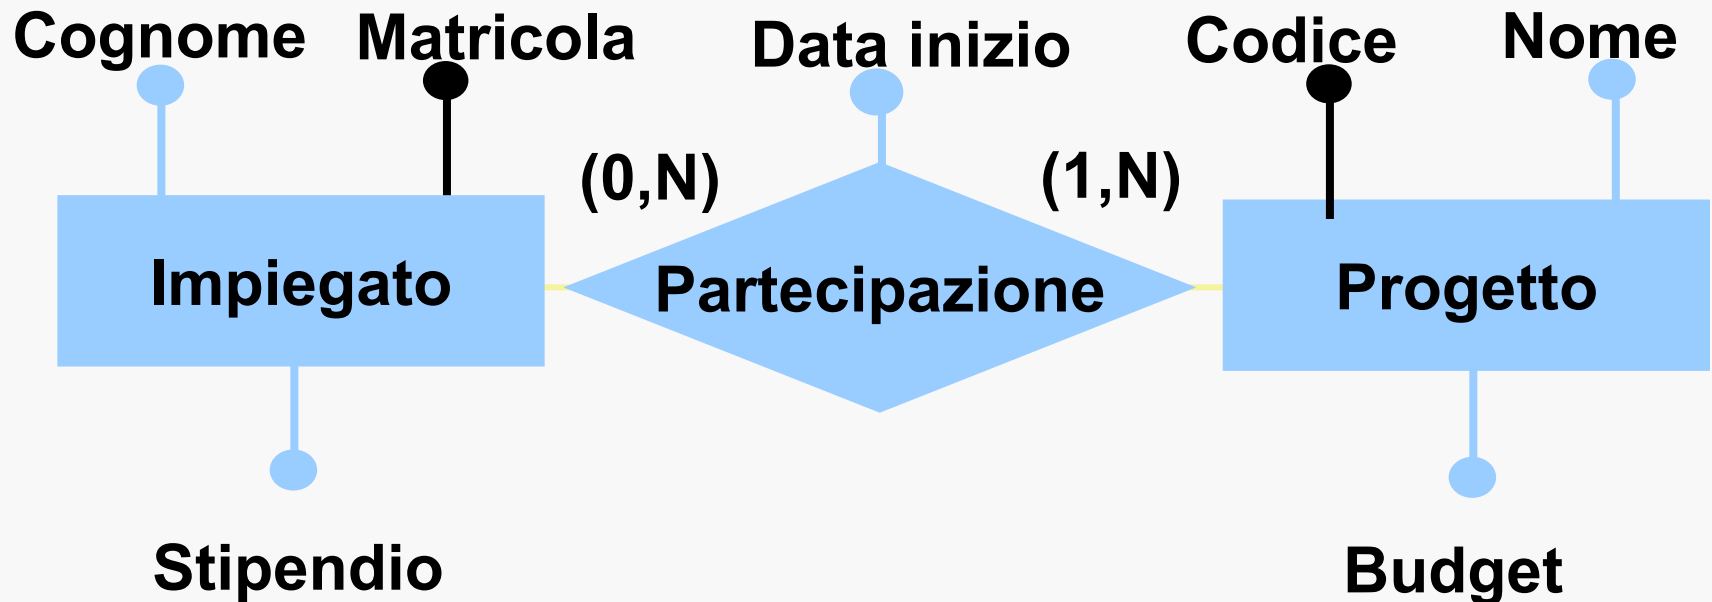 Cognome
Matricola
Data inizio
Codice
Nome
(0,N)
(1,N)
Impiegato
Partecipazione
Progetto
Stipendio
Budget